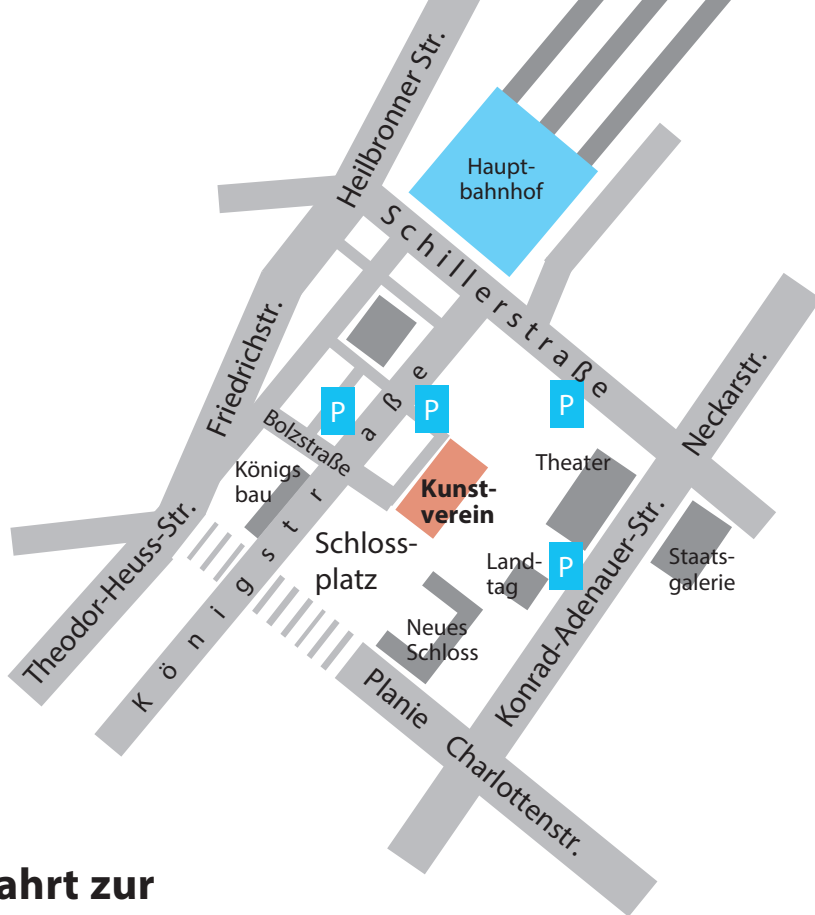 Heilbronner Str.
Haupt-
bahnhof
Schillerstraße
Friedrichstr.
Neckarstr.
P
P
P
Bolzstraße
Königstraße
Königs
bau
Kunst-
verein
Theater
Schloss-
platz
Land-
tag
P
Staats-
galerie
Theodor-Heuss-Str.
Neues
Schloss
Konrad-Adenauer-Str.
Planie
Charlottenstr.
ahrt zur